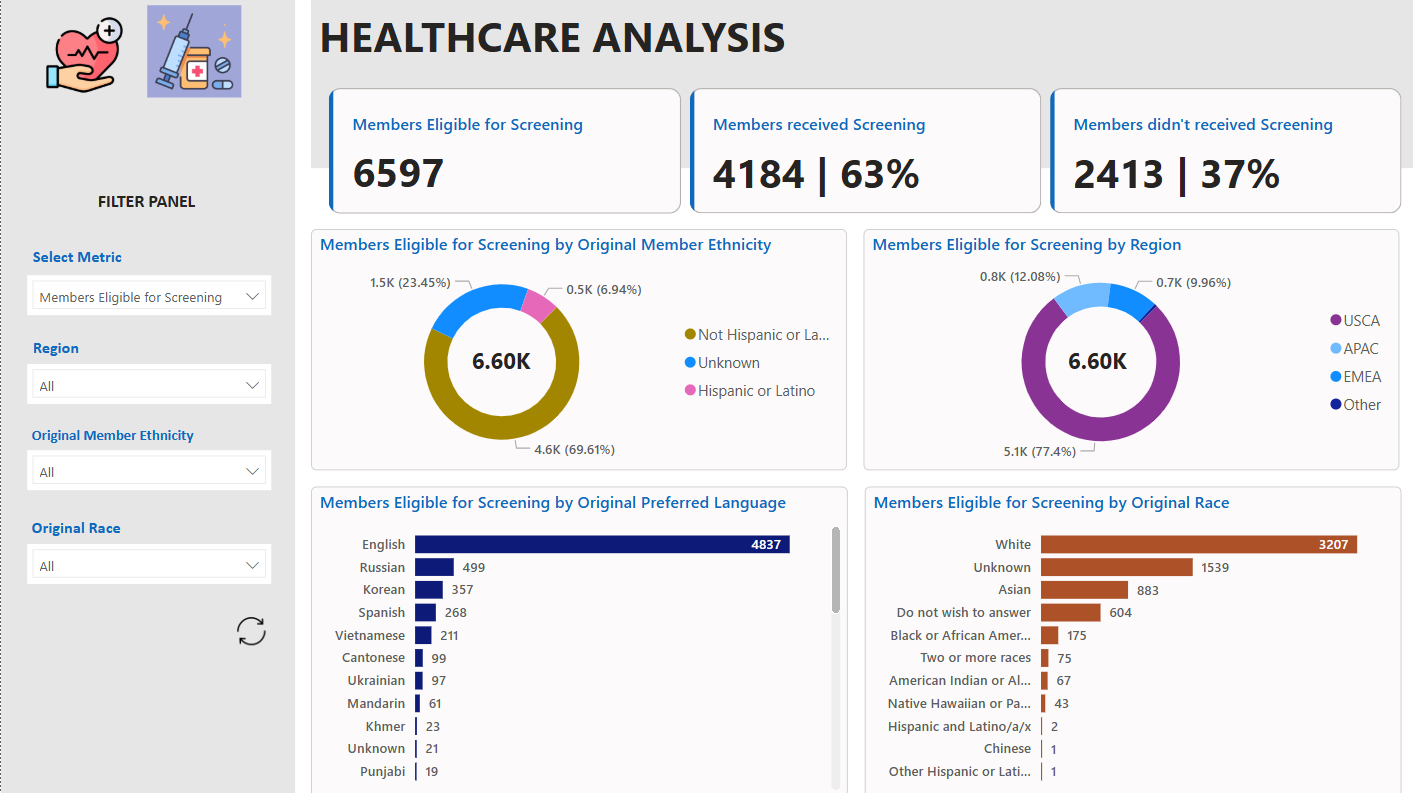 HEALTHCARE ANALYSIS
Members Eligible for Screening
6597
Members received Screening
4184 | 63%
Members didn't received Screening
2413 | 37%
FILTER PANEL
Select Metric
Members Eligible for Screening
Region
All
Original Member Ethnicity
All
Original Race
All
Members Eligible for Screening by Original Member Ethnicity
1.5K (23.45%)
0.5K (6.94%)
6.60K
4.6K (69.61%)
Not Hispanic or La...
Unknown
Hispanic or Latino
Members Eligible for Screening by Region
0.8K (12.08%)
0.7K (9.96%)
6.60K
5.1K (77.4%)
USCA
APAC
EMEA
Other
Members Eligible for Screening by Original Preferred Language
English 4837
Russian 499
Korean 357
Spanish 268
Vietnamese 211
Cantonese 99
Ukrainian 97
Mandarin 61
Khmer 23
Unknown 21
Punjabi 19
Members Eligible for Screening by Original Race
White 3207
Unknown 1539
Asian 883
Do not wish to answer 604
Black or African Amer... 175
Two or more races 75
American Indian or Al... 67
Native Hawaiian or Pa... 43
Hispanic and Latino/a/x 2
Chinese 1
Other Hispanic or Lati... 1